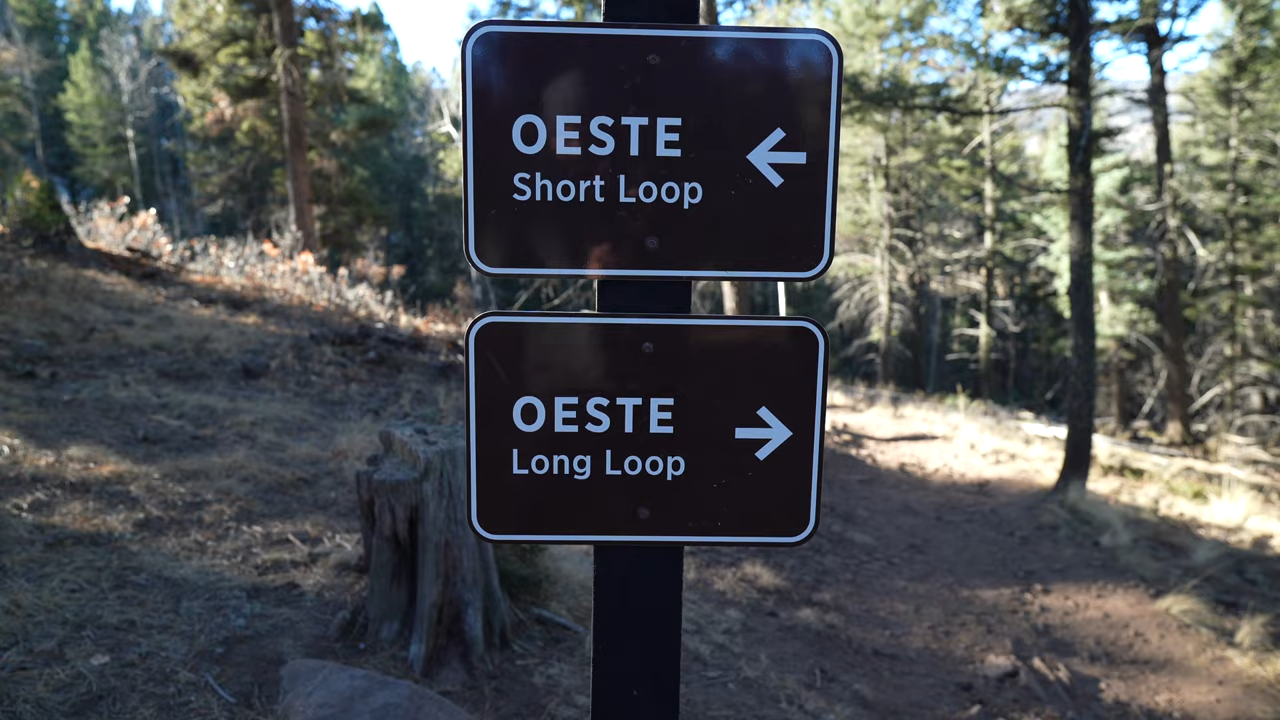 OESTE
Short Loop
←
OESTE
Long Loop
→